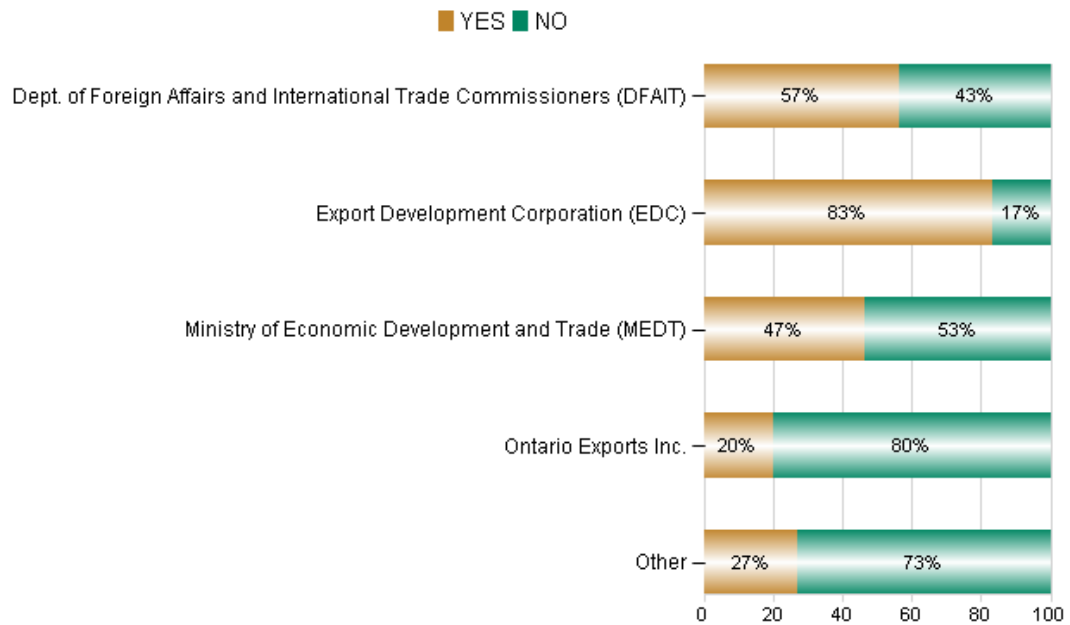 YES NO
Dept. of Foreign Affairs and International Trade Commissioners (DFAIT) 57% 43%
Export Development Corporation (EDC) 83% 17%
Ministry of Economic Development and Trade (MEDT) 47% 53%
Ontario Exports Inc. 20% 80%
Other 27% 73%
0 20 40 60 80 100